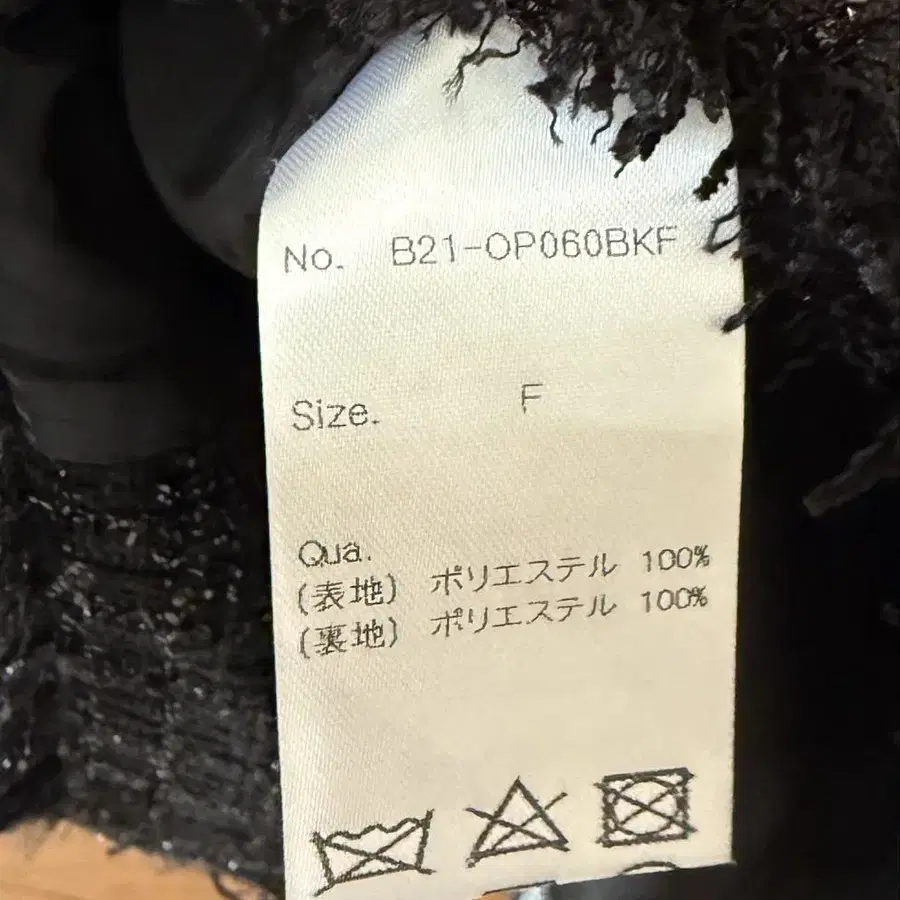 No. B21-OP060BKF
Size. F
Qua.
(表地) ポリエステル 100%
(裏地) ポリエステル 100%